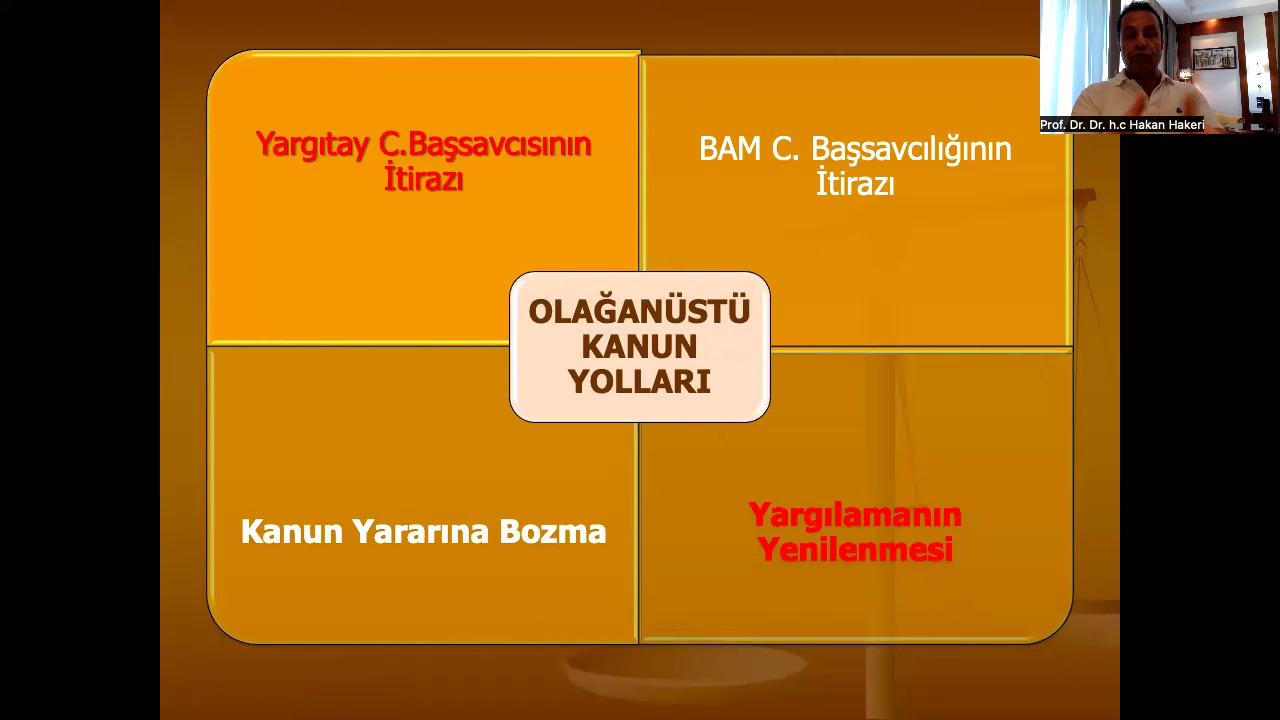 Prof. Dr. Dr. h.c Hakan Hakeri
Yargıtay C.Başsavcısının
İtirazı
BAM C. Başsavcılığının
İtirazı
OLAĞANÜSTÜ
KANUN
YOLLARI
Kanun Yararına Bozma
Yargılamanın
Yenilenmesi